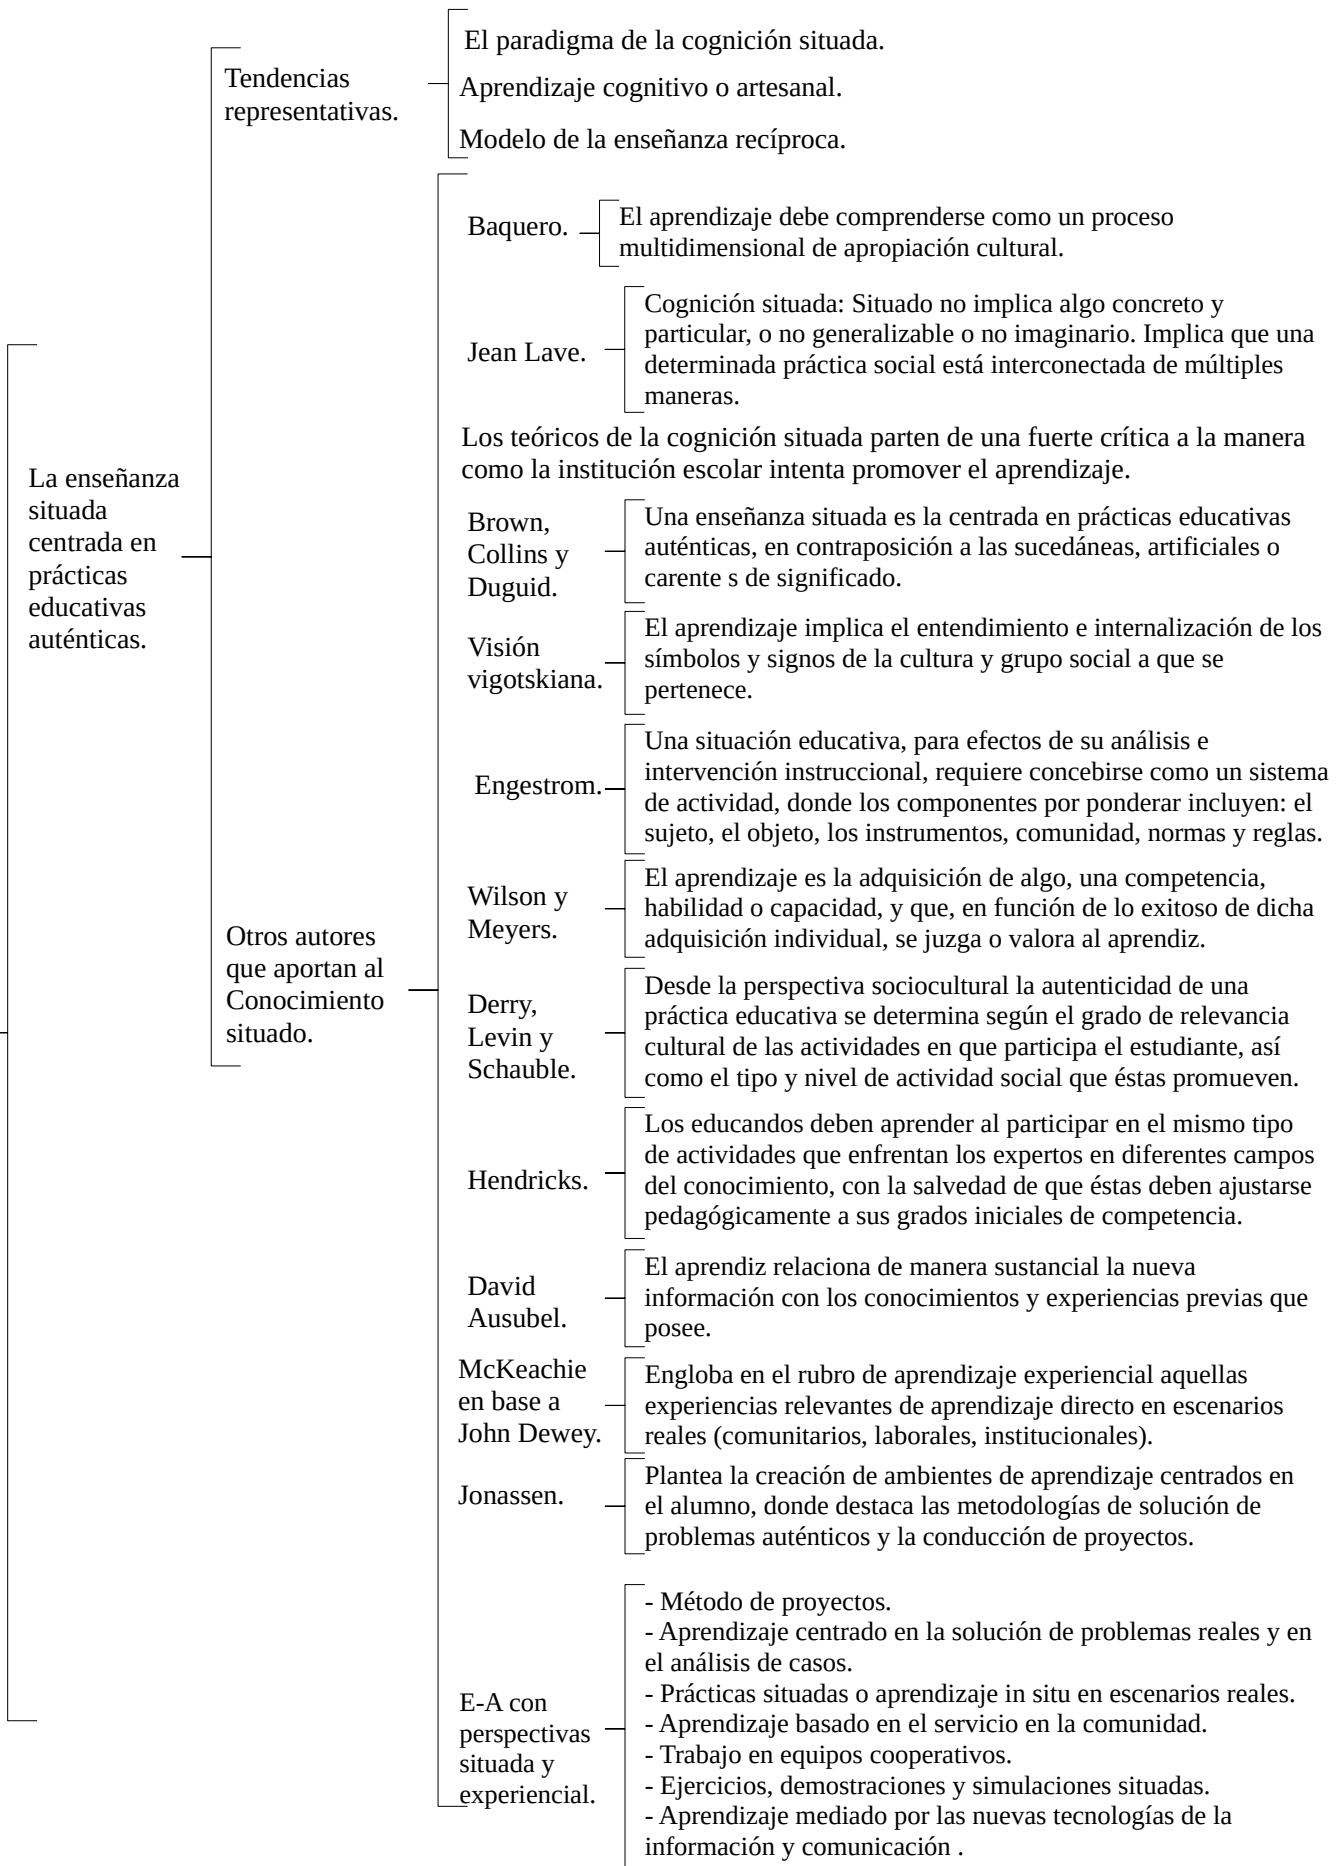 El paradigma de la cognición situada.
Tendencias
representativas.
Aprendizaje cognitivo o artesanal.
Modelo de la enseñanza recíproca.
Baquero.
El aprendizaje debe comprenderse como un proceso
multidimensional de apropiación cultural.
Jean Lave.
Cognición situada: Situado no implica algo concreto y
particular, o no generalizable o no imaginario. Implica que una
determinada práctica social está interconectada de múltiples
maneras.
Los teóricos de la cognición situada parten de una fuerte crítica a la manera
como la institución escolar intenta promover el aprendizaje.
La enseñanza
situada
centrada en
prácticas
educativas
auténticas.
Brown,
Collins y
Duguid.
Una enseñanza situada es la centrada en prácticas educativas
auténticas, en contraposición a las sucedáneas, artificiales o
carente s de significado.
Visión
vigotskiana.
El aprendizaje implica el entendimiento e internalización de los
símbolos y signos de la cultura y grupo social a que se
pertenece.
Engestrom.
Una situación educativa, para efectos de su análisis e
intervención instruccional, requiere concebirse como un sistema
de actividad, donde los componentes por ponderar incluyen: el
sujeto, el objeto, los instrumentos, comunidad, normas y reglas.
Wilson y
Meyers.
El aprendizaje es la adquisición de algo, una competencia,
habilidad o capacidad, y que, en función de lo exitoso de dicha
adquisición individual, se juzga o valora al aprendiz.
Otros autores
que aportan al
Conocimiento
situado.
Derry,
Levin y
Schauble.
Desde la perspectiva sociocultural la autenticidad de una
práctica educativa se determina según el grado de relevancia
cultural de las actividades en que participa el estudiante, así
como el tipo y nivel de actividad social que éstas promueven.
Hendricks.
Los educandos deben aprender al participar en el mismo tipo
de actividades que enfrentan los expertos en diferentes campos
del conocimiento, con la salvedad de que éstas deben ajustarse
pedagógicamente a sus grados iniciales de competencia.
David
Ausubel.
El aprendiz relaciona de manera sustancial la nueva
información con los conocimientos y experiencias previas que
posee.
McKeachie
en base a
John Dewey.
Engloba en el rubro de aprendizaje experiencial aquellas
experiencias relevantes de aprendizaje directo en escenarios
reales (comunitarios, laborales, institucionales).
Jonassen.
Plantea la creación de ambientes de aprendizaje centrados en
el alumno, donde destaca las metodologías de solución de
problemas auténticos y la conducción de proyectos.
E-A con
perspectivas
situada y
experiencial.
- Método de proyectos.
- Aprendizaje centrado en la solución de problemas reales y en
el análisis de casos.
- Prácticas situadas o aprendizaje in situ en escenarios reales.
- Aprendizaje basado en el servicio en la comunidad.
- Trabajo en equipos cooperativos.
- Ejercicios, demostraciones y simulaciones situadas.
- Aprendizaje mediado por las nuevas tecnologías de la
información y comunicación .